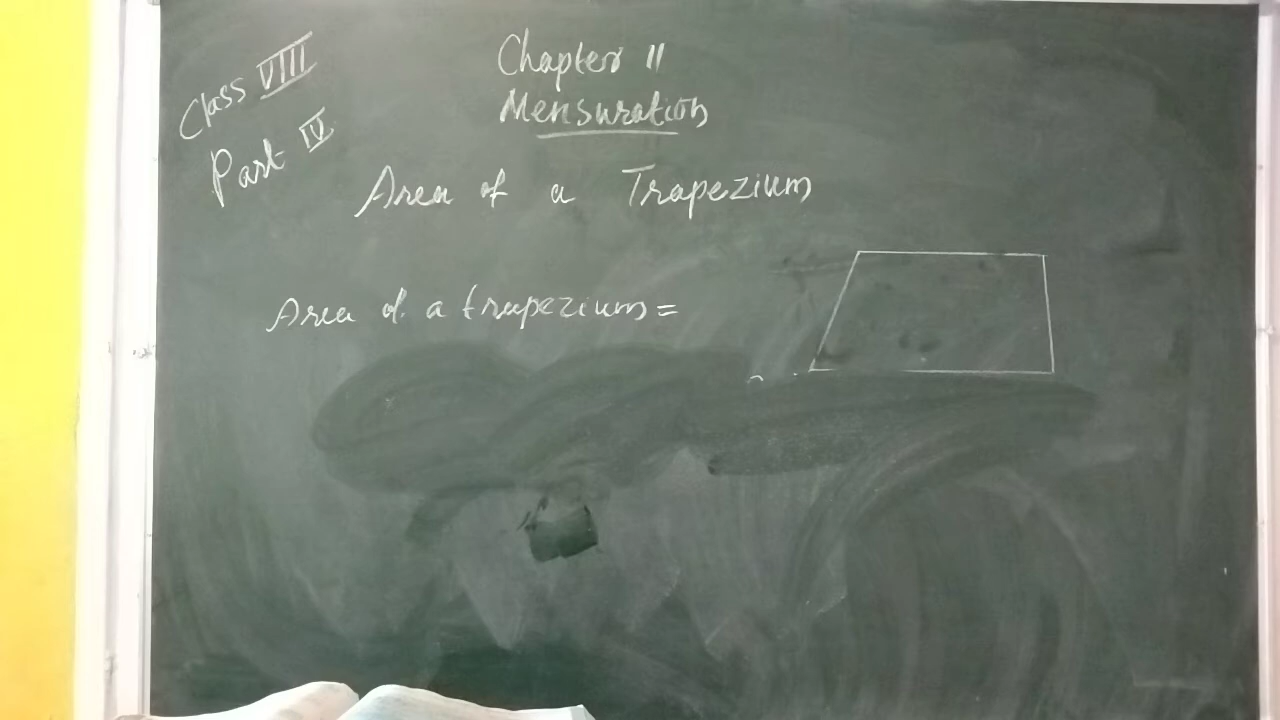 Class VIII
Part IV
Chapter 11
Mensuration
Area of a Trapezium
Area of a trapezium =